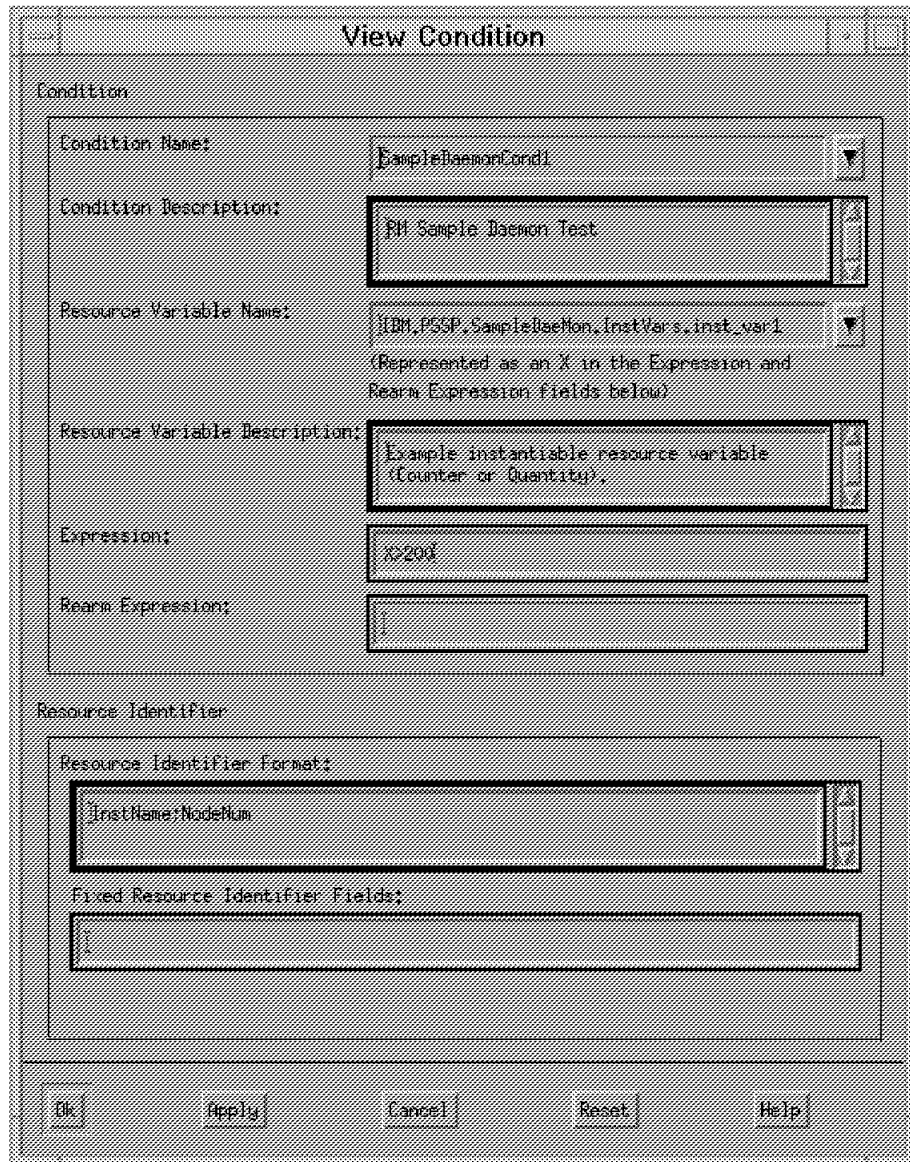 View Condition
Condition
Condition Name:
SampleDaemonCond1
Condition Description:
RM Sample Daemon Test
Resource Variable Name:
IBM.PSSP.SampleDaeMon.InstVars.inst_var1
(Represented as an X in the Expression and
Rearm Expression fields below)
Resource Variable Description:
Example instantiable resource variable
(Counter or Quantity).
Expression:
X>200
Rearm Expression:
Resource Identifier
Resource Identifier Format:
InstName;NodeNum
Fixed Resource Identifier Fields:
Ok Apply Cancel Reset Help